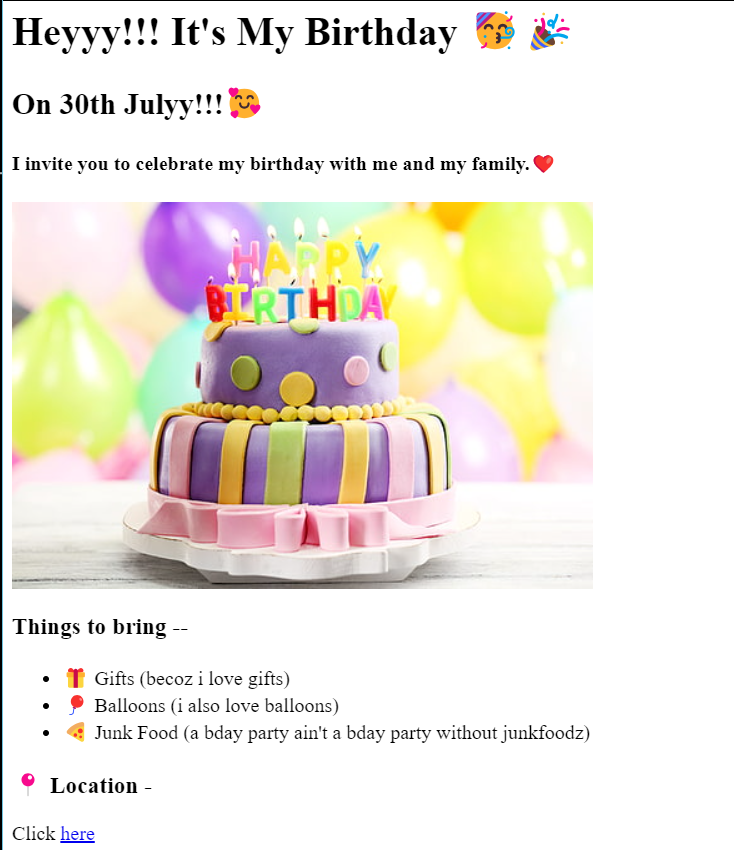 Heyyy!!! It's My Birthday 🥳 🎉
On 30th Julyy!!!🥰
I invite you to celebrate my birthday with me and my family.❤️
HAPPY
BIRTHDAY
Things to bring --
• 🎁 Gifts (becoz i love gifts)
• 🎈 Balloons (i also love balloons)
• 🍕 Junk Food (a bday party ain't a bday party without junkfoodz)
📍 Location -
Click here